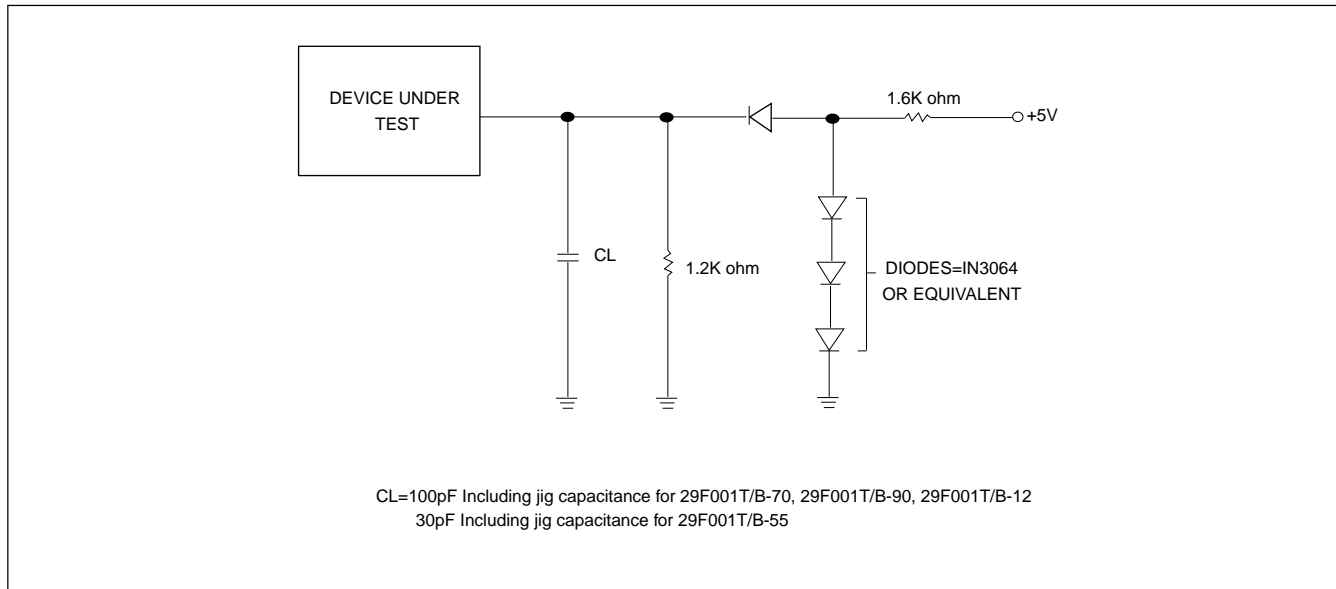 DEVICE UNDER
TEST
1.6K ohm
+5V
CL
1.2K ohm
DIODES=IN3064
OR EQUIVALENT
CL=100pF Including jig capacitance for 29F001T/B-70, 29F001T/B-90, 29F001T/B-12
30pF Including jig capacitance for 29F001T/B-55